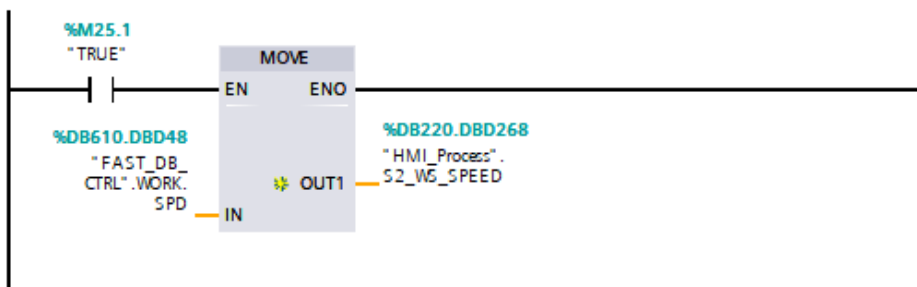 %M25.1
"TRUE"
MOVE
EN ENO
%DB610.DBD48
"FAST_DB_
CTRL".WORK.
SPD
IN
%DB220.DBD268
"HMI_Process".
S2_WS_SPEED
OUT1